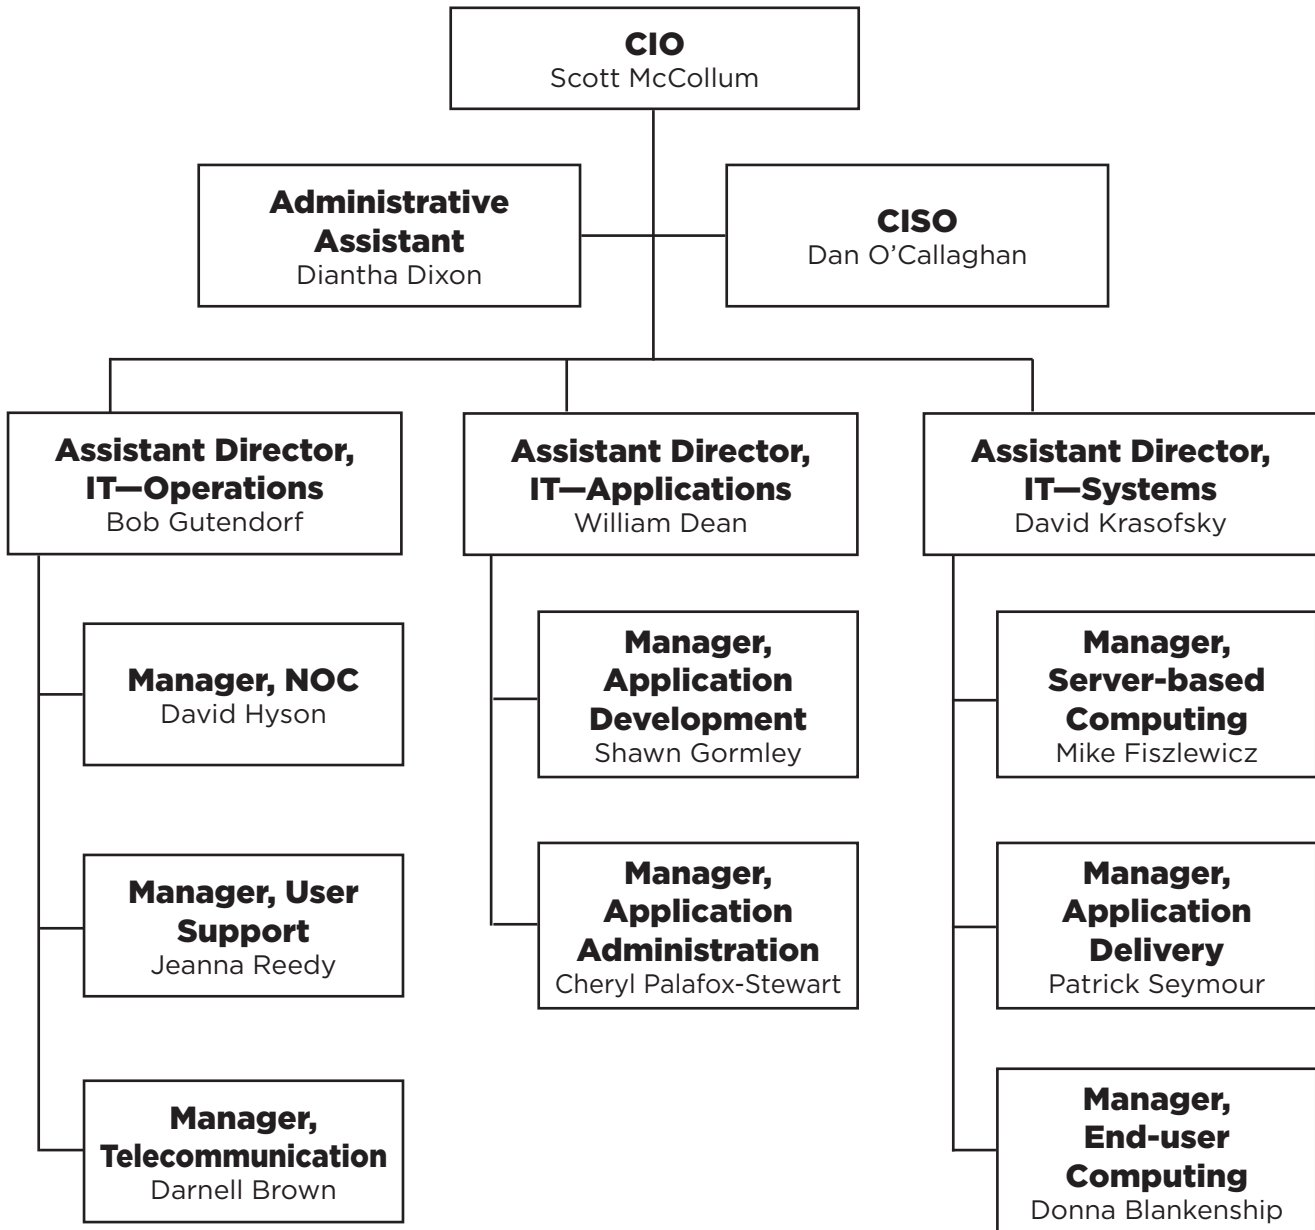 CIO
Scott McCollum
Administrative
Assistant
Diantha Dixon
CISO
Dan O’Callaghan
Assistant Director,
IT—Operations
Bob Gutendorf
Assistant Director,
IT—Applications
William Dean
Assistant Director,
IT—Systems
David Krasofsky
Manager, NOC
David Hyson
Manager, User
Support
Jeanna Reedy
Manager,
Telecommunication
Darnell Brown
Manager,
Application
Development
Shawn Gormley
Manager,
Application
Administration
Cheryl Palafox-Stewart
Manager,
Server-based
Computing
Mike Fiszlewicz
Manager,
Application
Delivery
Patrick Seymour
Manager,
End-user
Computing
Donna Blankenship